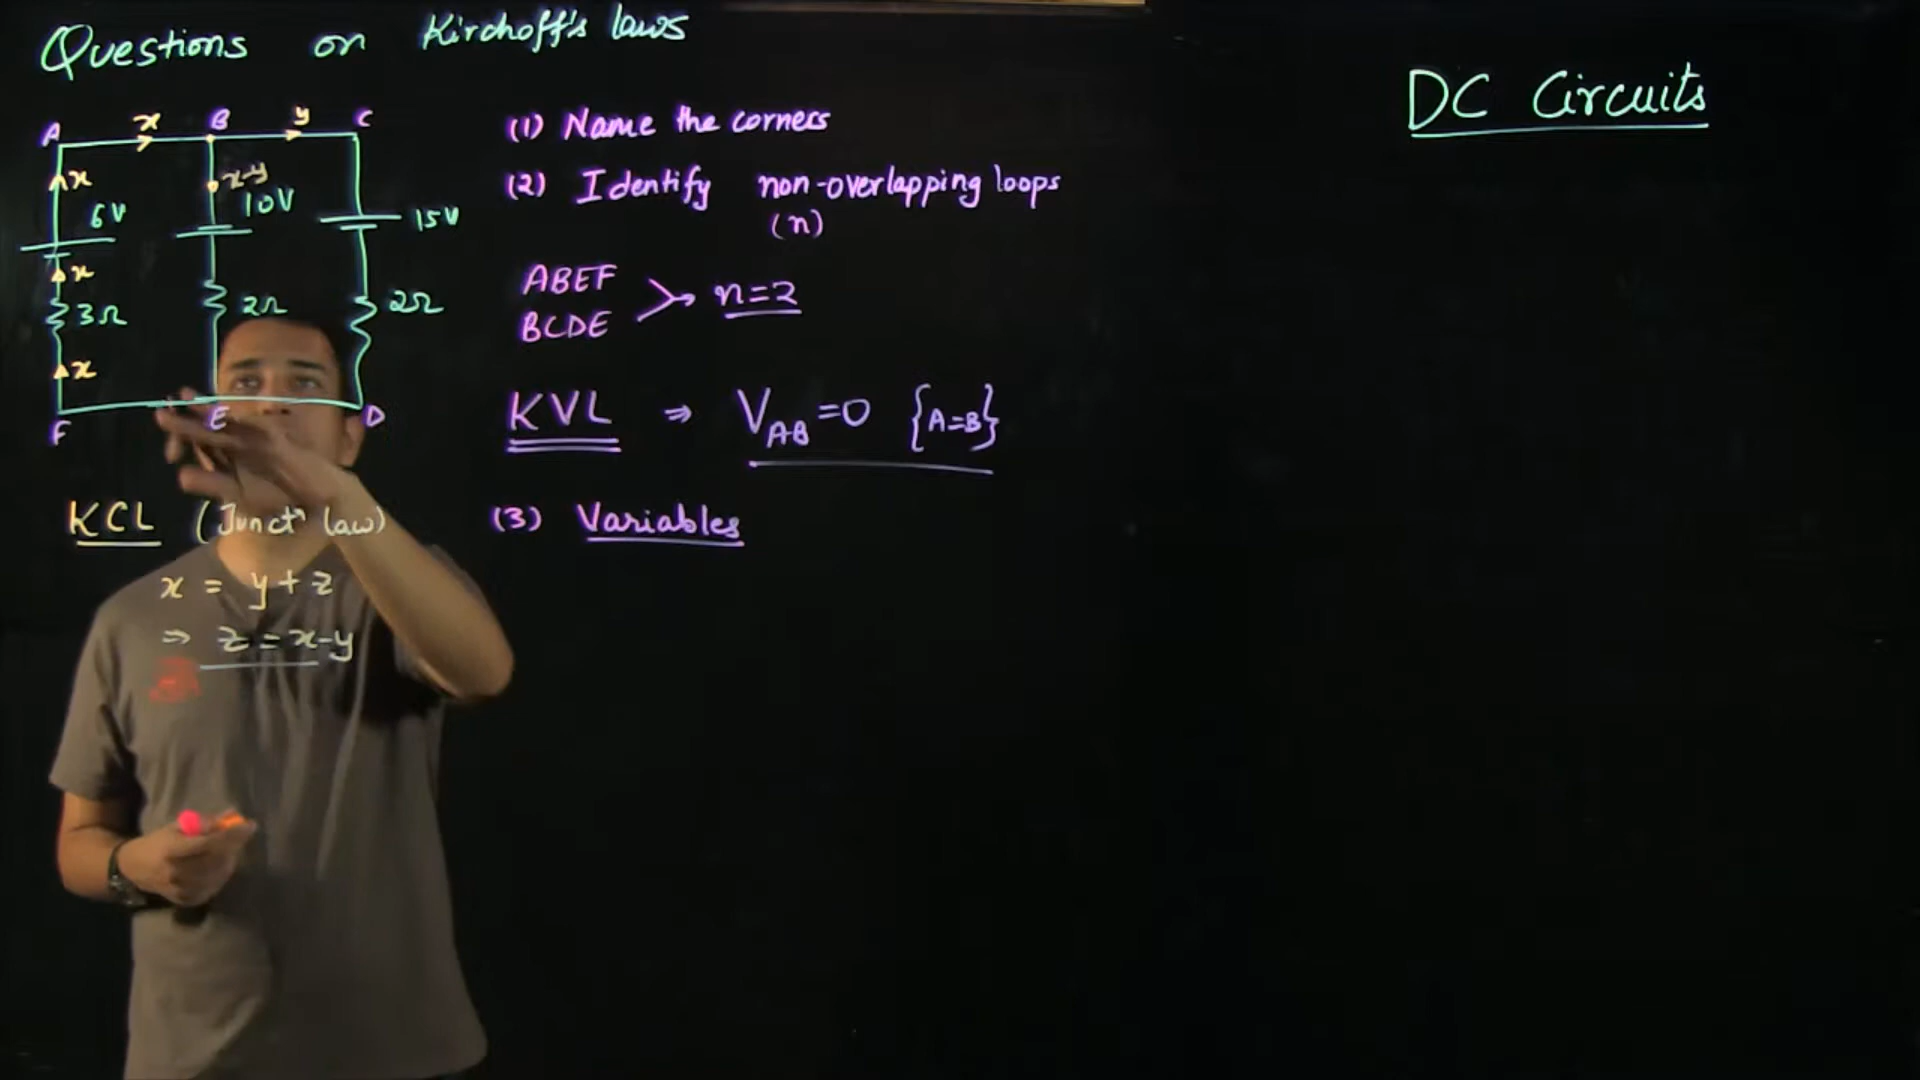 Questions on Kirchoff's laws
DC Circuits
A x B y C
x
x-y
6V
10V
15V
x
3Ω
2Ω
2Ω
x
F E D
(1) Name the corners
(2) Identify non-overlapping loops
(n)
ABEF
BCDE
n=2
KVL ⇒ V_AB=0 {A=B}
KCL (Junctⁿ law)
x = y+z
⇒ z=x-y
(3) Variables